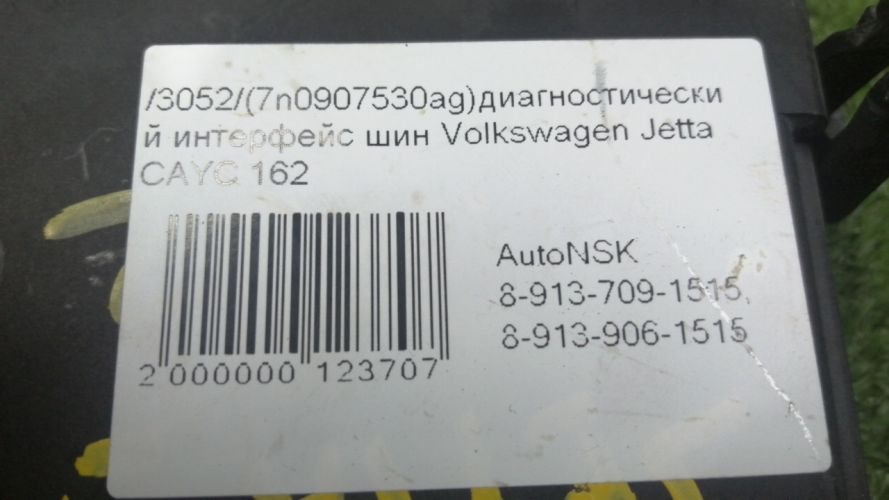 /3052/(7n0907530ag)диагностически
й интерфейс шин Volkswagen Jetta
CAYC 162
AutoNSK
8-913-709-1515,
8-913-906-1515
2 000000 123707